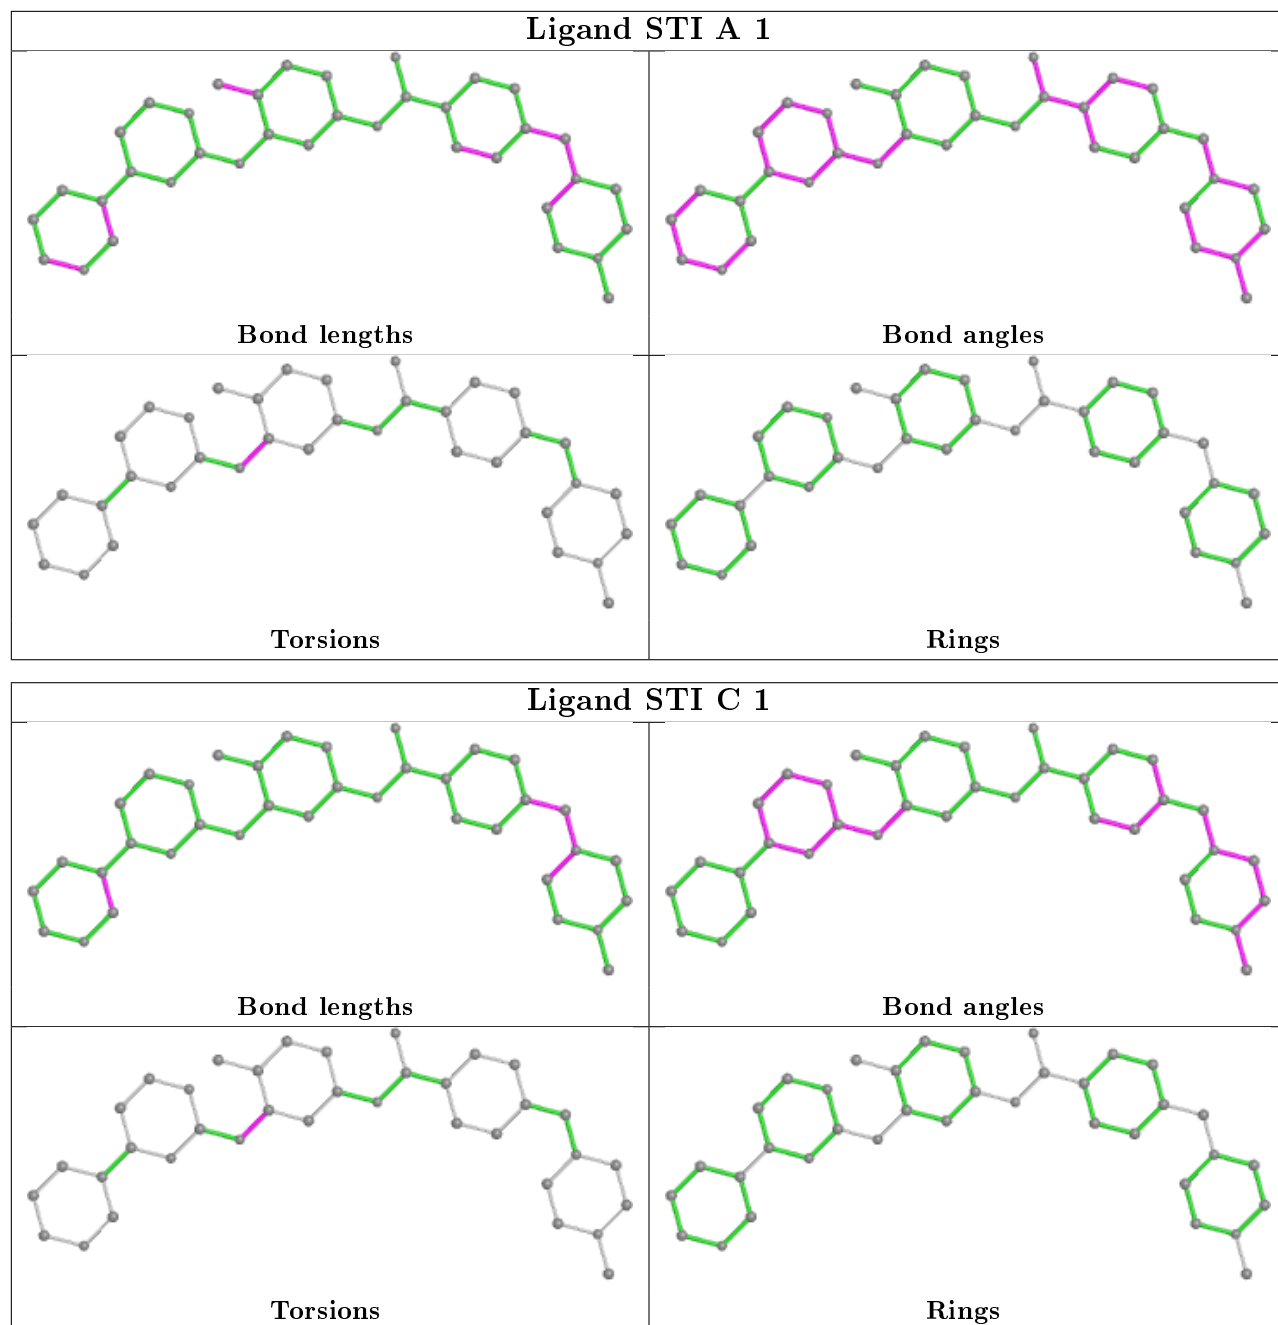 Ligand STI A 1
Bond lengths
Bond angles
Torsions
Rings
Ligand STI C 1
Bond lengths
Bond angles
Torsions
Rings